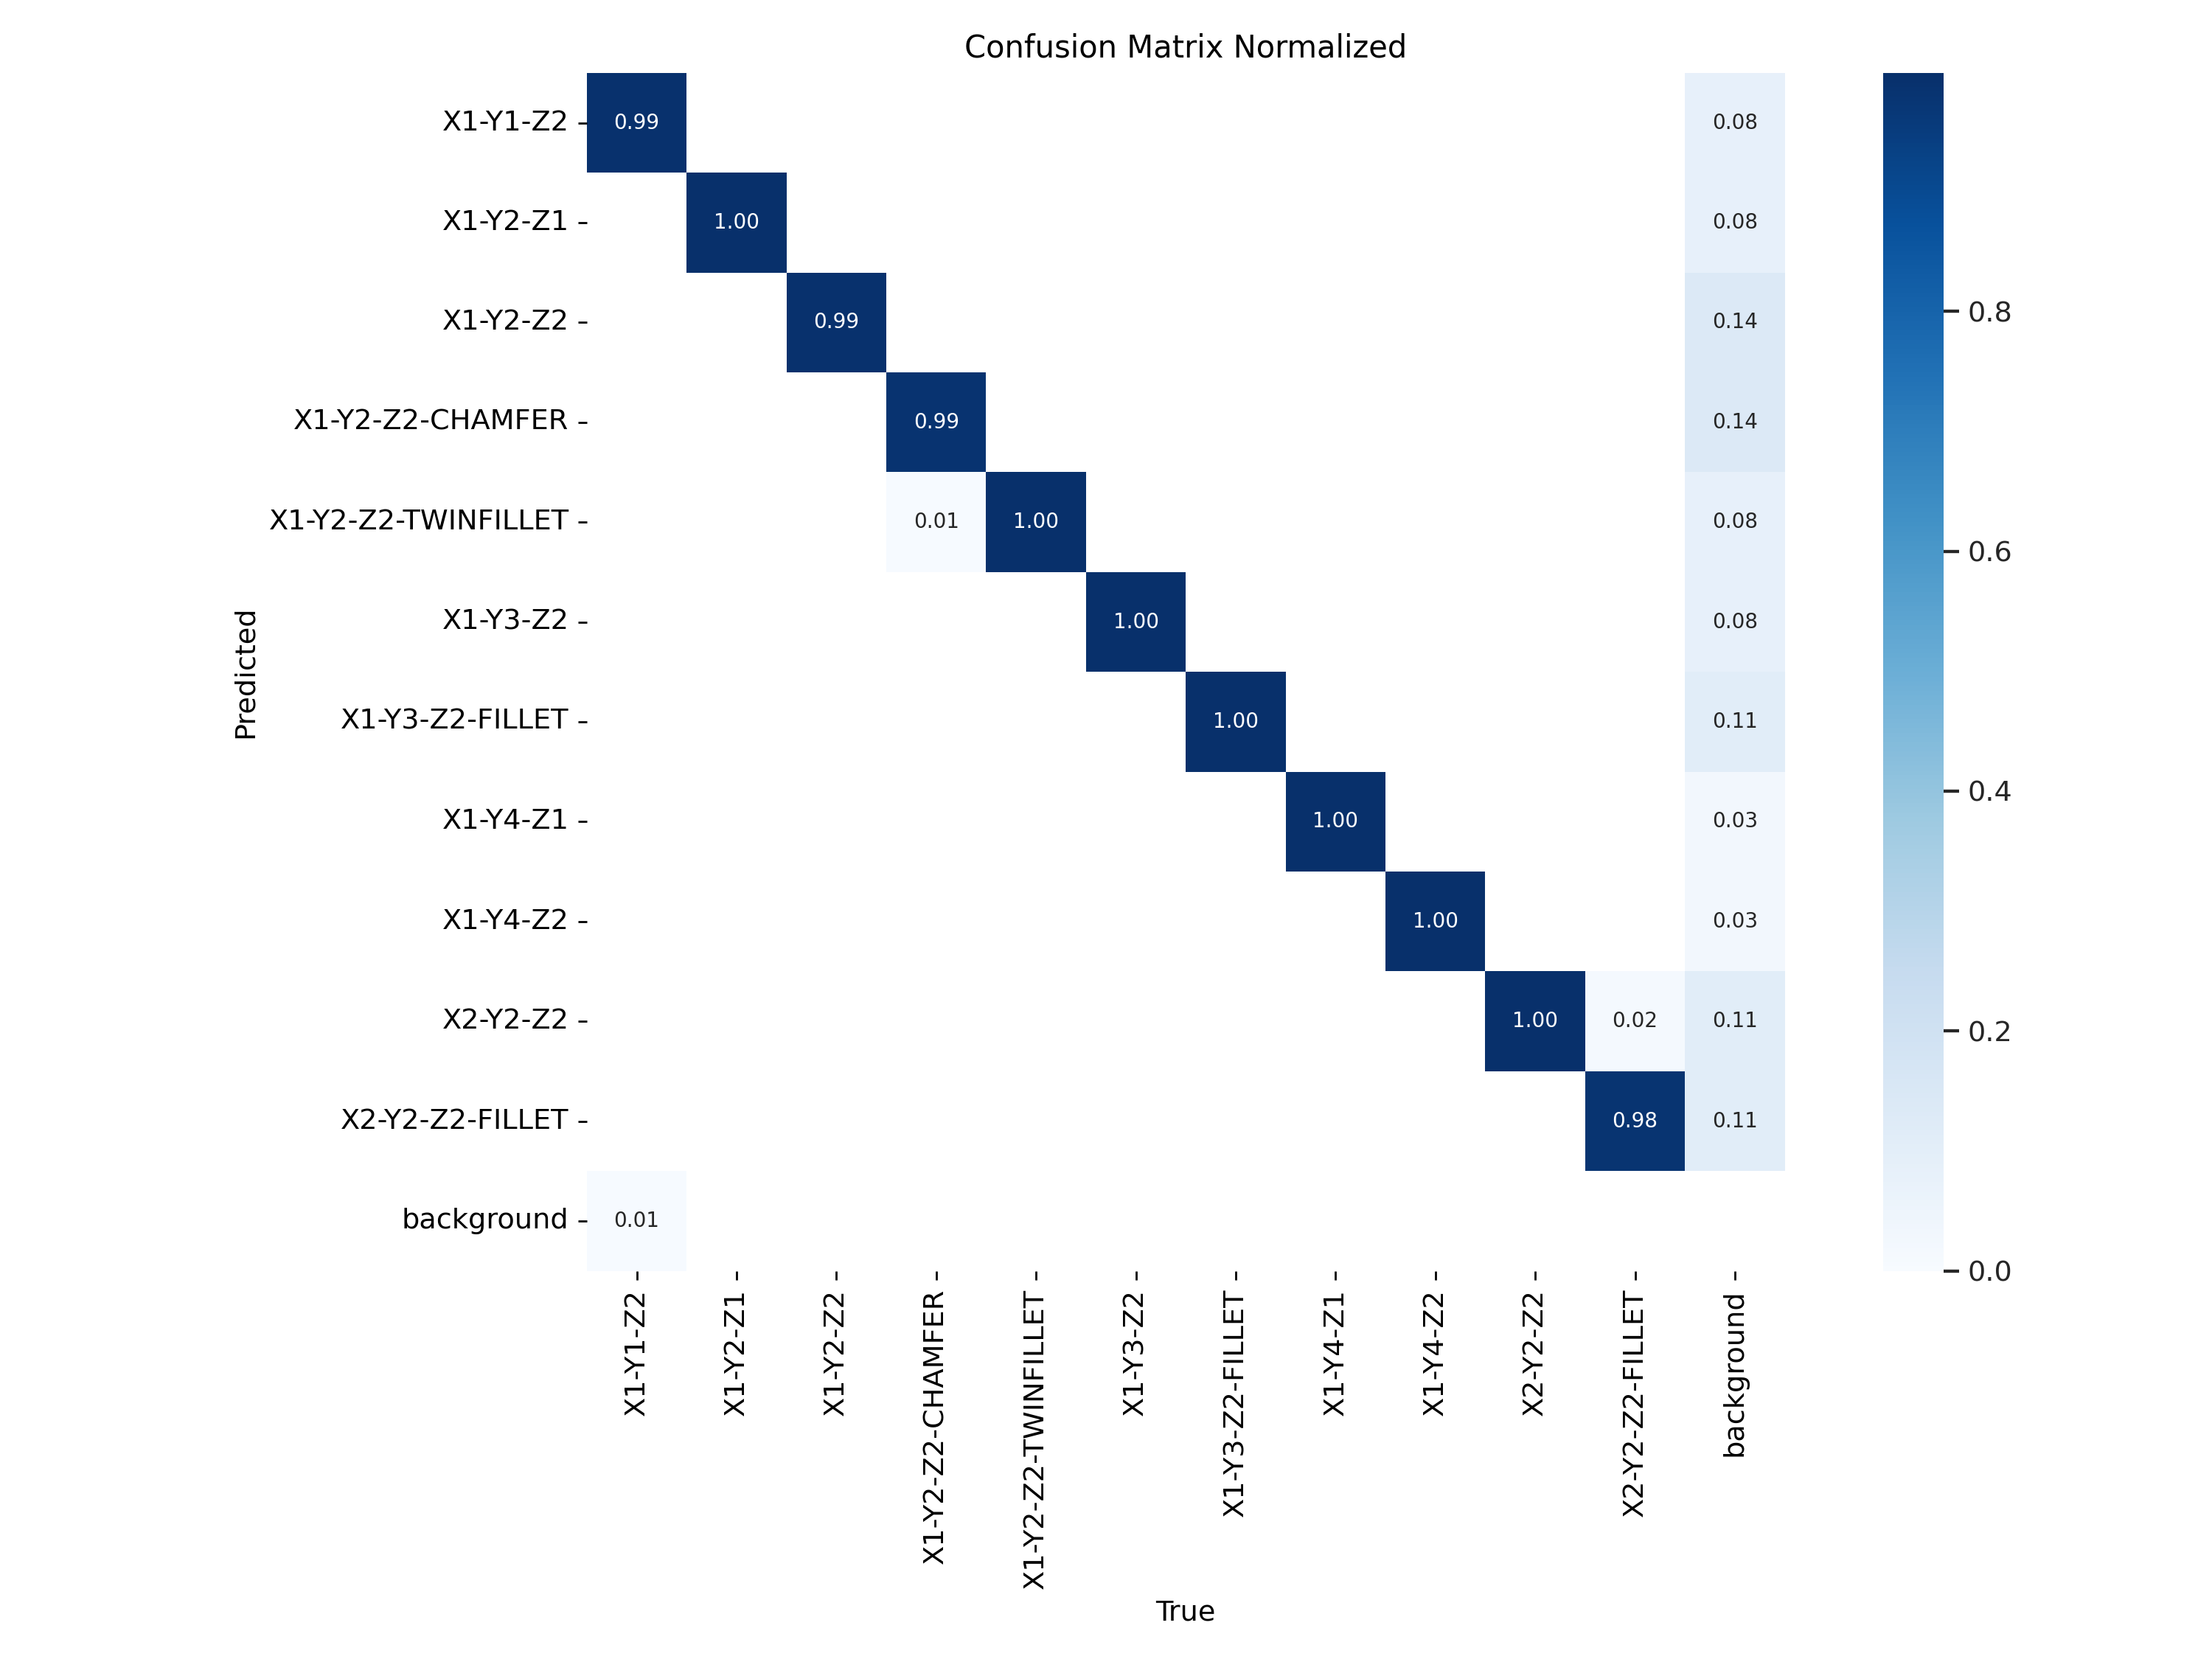 Confusion Matrix Normalized
X1-Y1-Z2 0.99 0.08
X1-Y2-Z1 1.00 0.08
X1-Y2-Z2 0.99 0.14
0.8
X1-Y2-Z2-CHAMFER 0.99 0.14
X1-Y2-Z2-TWINFILLET 0.01 1.00 0.08
0.6
X1-Y3-Z2 1.00 0.08
Predicted
X1-Y3-Z2-FILLET 1.00 0.11
0.4
X1-Y4-Z1 1.00 0.03
X1-Y4-Z2 1.00 0.03
X2-Y2-Z2 1.00 0.02 0.11
0.2
X2-Y2-Z2-FILLET 0.98 0.11
background 0.01
0.0
X1-Y1-Z2
X1-Y2-Z1
X1-Y2-Z2
X1-Y2-Z2-CHAMFER
X1-Y2-Z2-TWINFILLET
X1-Y3-Z2
X1-Y3-Z2-FILLET
X1-Y4-Z1
X1-Y4-Z2
X2-Y2-Z2
X2-Y2-Z2-FILLET
background
True